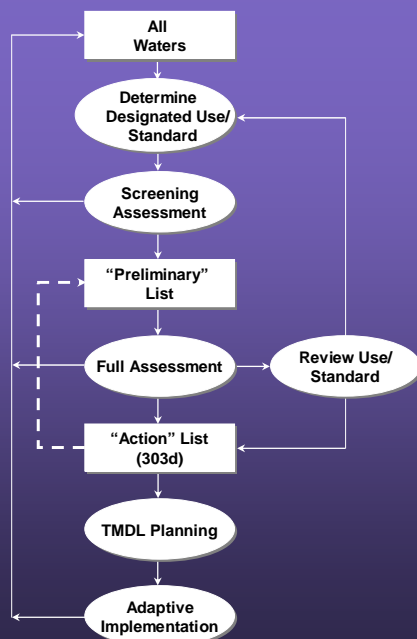 All
Waters
Determine
Designated Use/
Standard
Screening
Assessment
“Preliminary”
List
Full Assessment
Review Use/
Standard
“Action” List
(303d)
TMDL Planning
Adaptive
Implementation